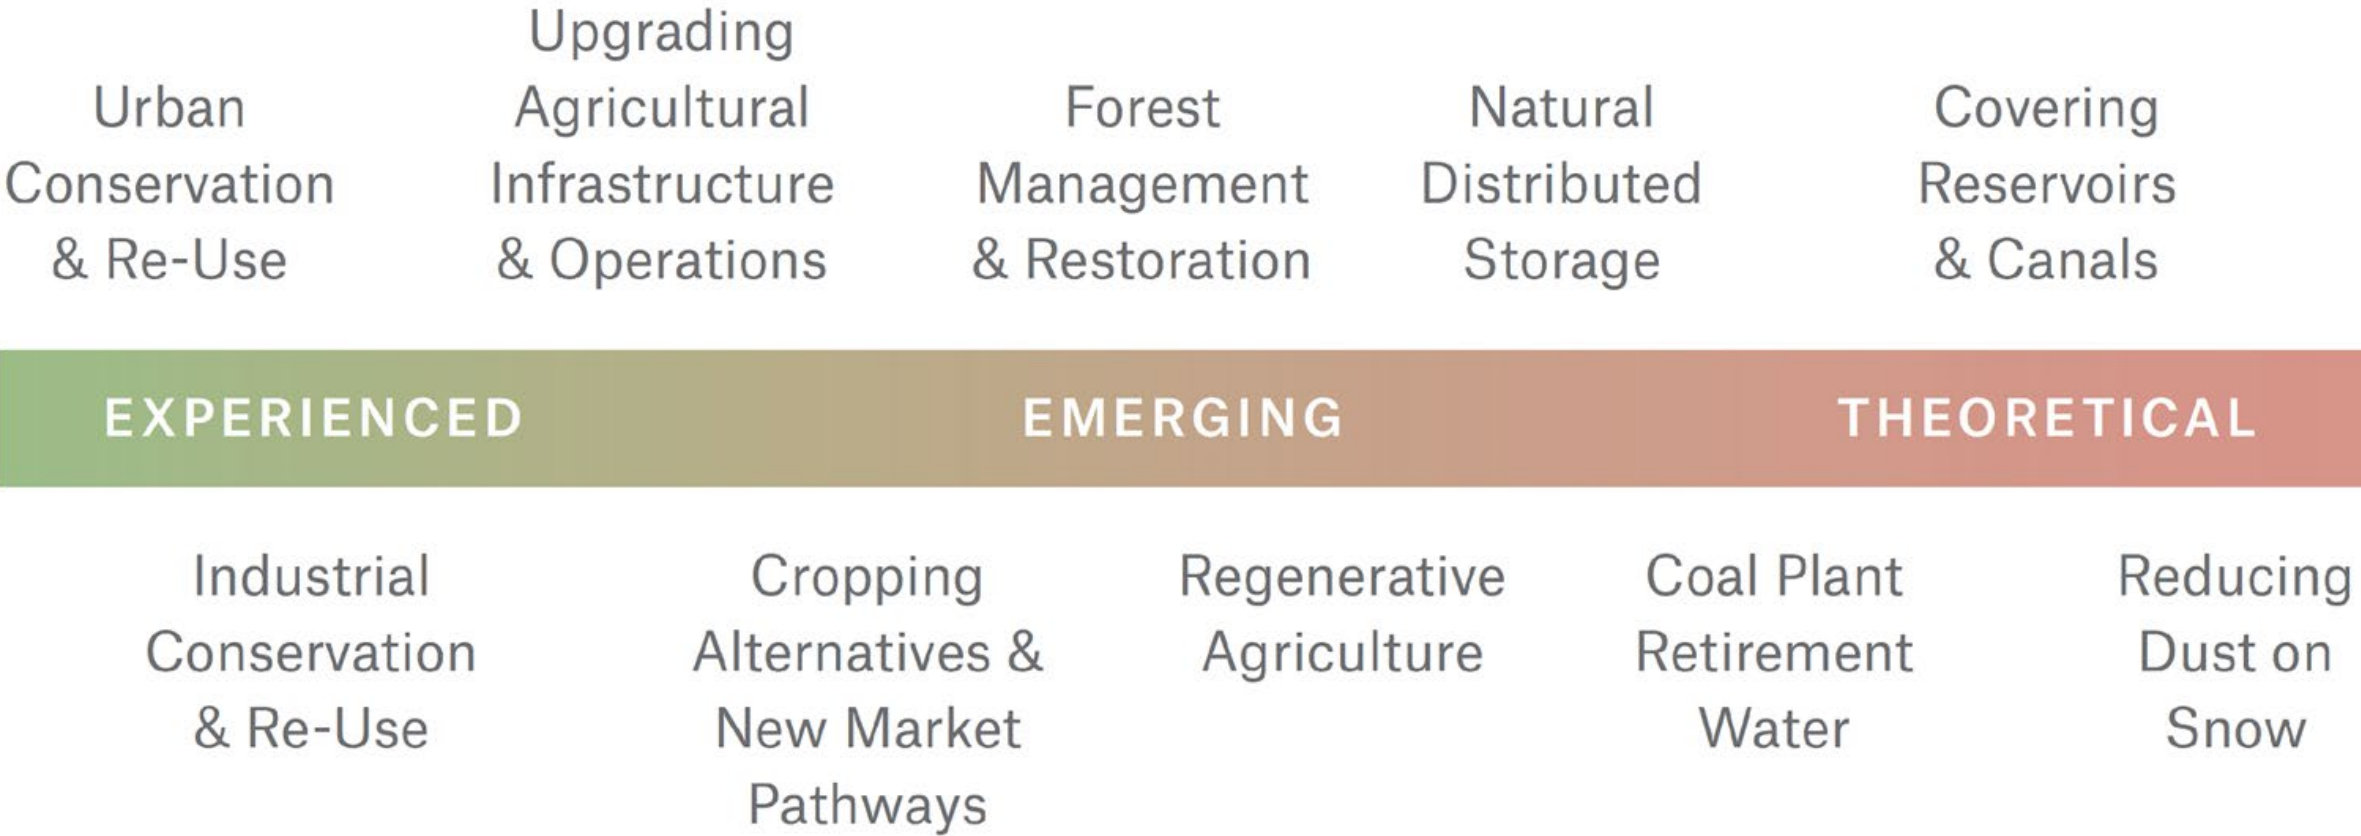 Urban
Conservation
& Re-Use
Upgrading
Agricultural
Infrastructure
& Operations
Forest
Management
& Restoration
Natural
Distributed
Storage
Covering
Reservoirs
& Canals
EXPERIENCED
EMERGING
THEORETICAL
Industrial
Conservation
& Re-Use
Cropping
Alternatives &
New Market
Pathways
Regenerative
Agriculture
Coal Plant
Retirement
Water
Reducing
Dust on
Snow